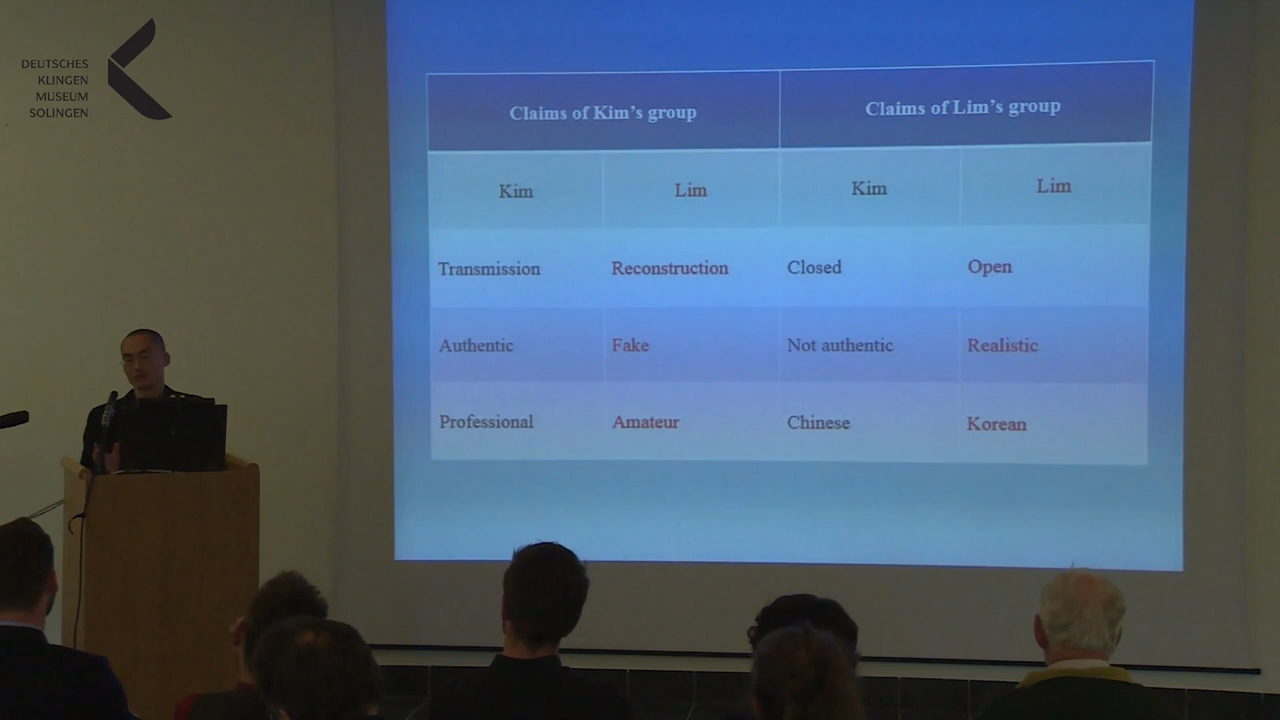 DEUTSCHES
KLINGEN
MUSEUM
SOLINGEN
Claims of Kim's group Claims of Lim's group
Kim Lim Kim Lim
Transmission Reconstruction Closed Open
Authentic Fake Not authentic Realistic
Professional Amateur Chinese Korean